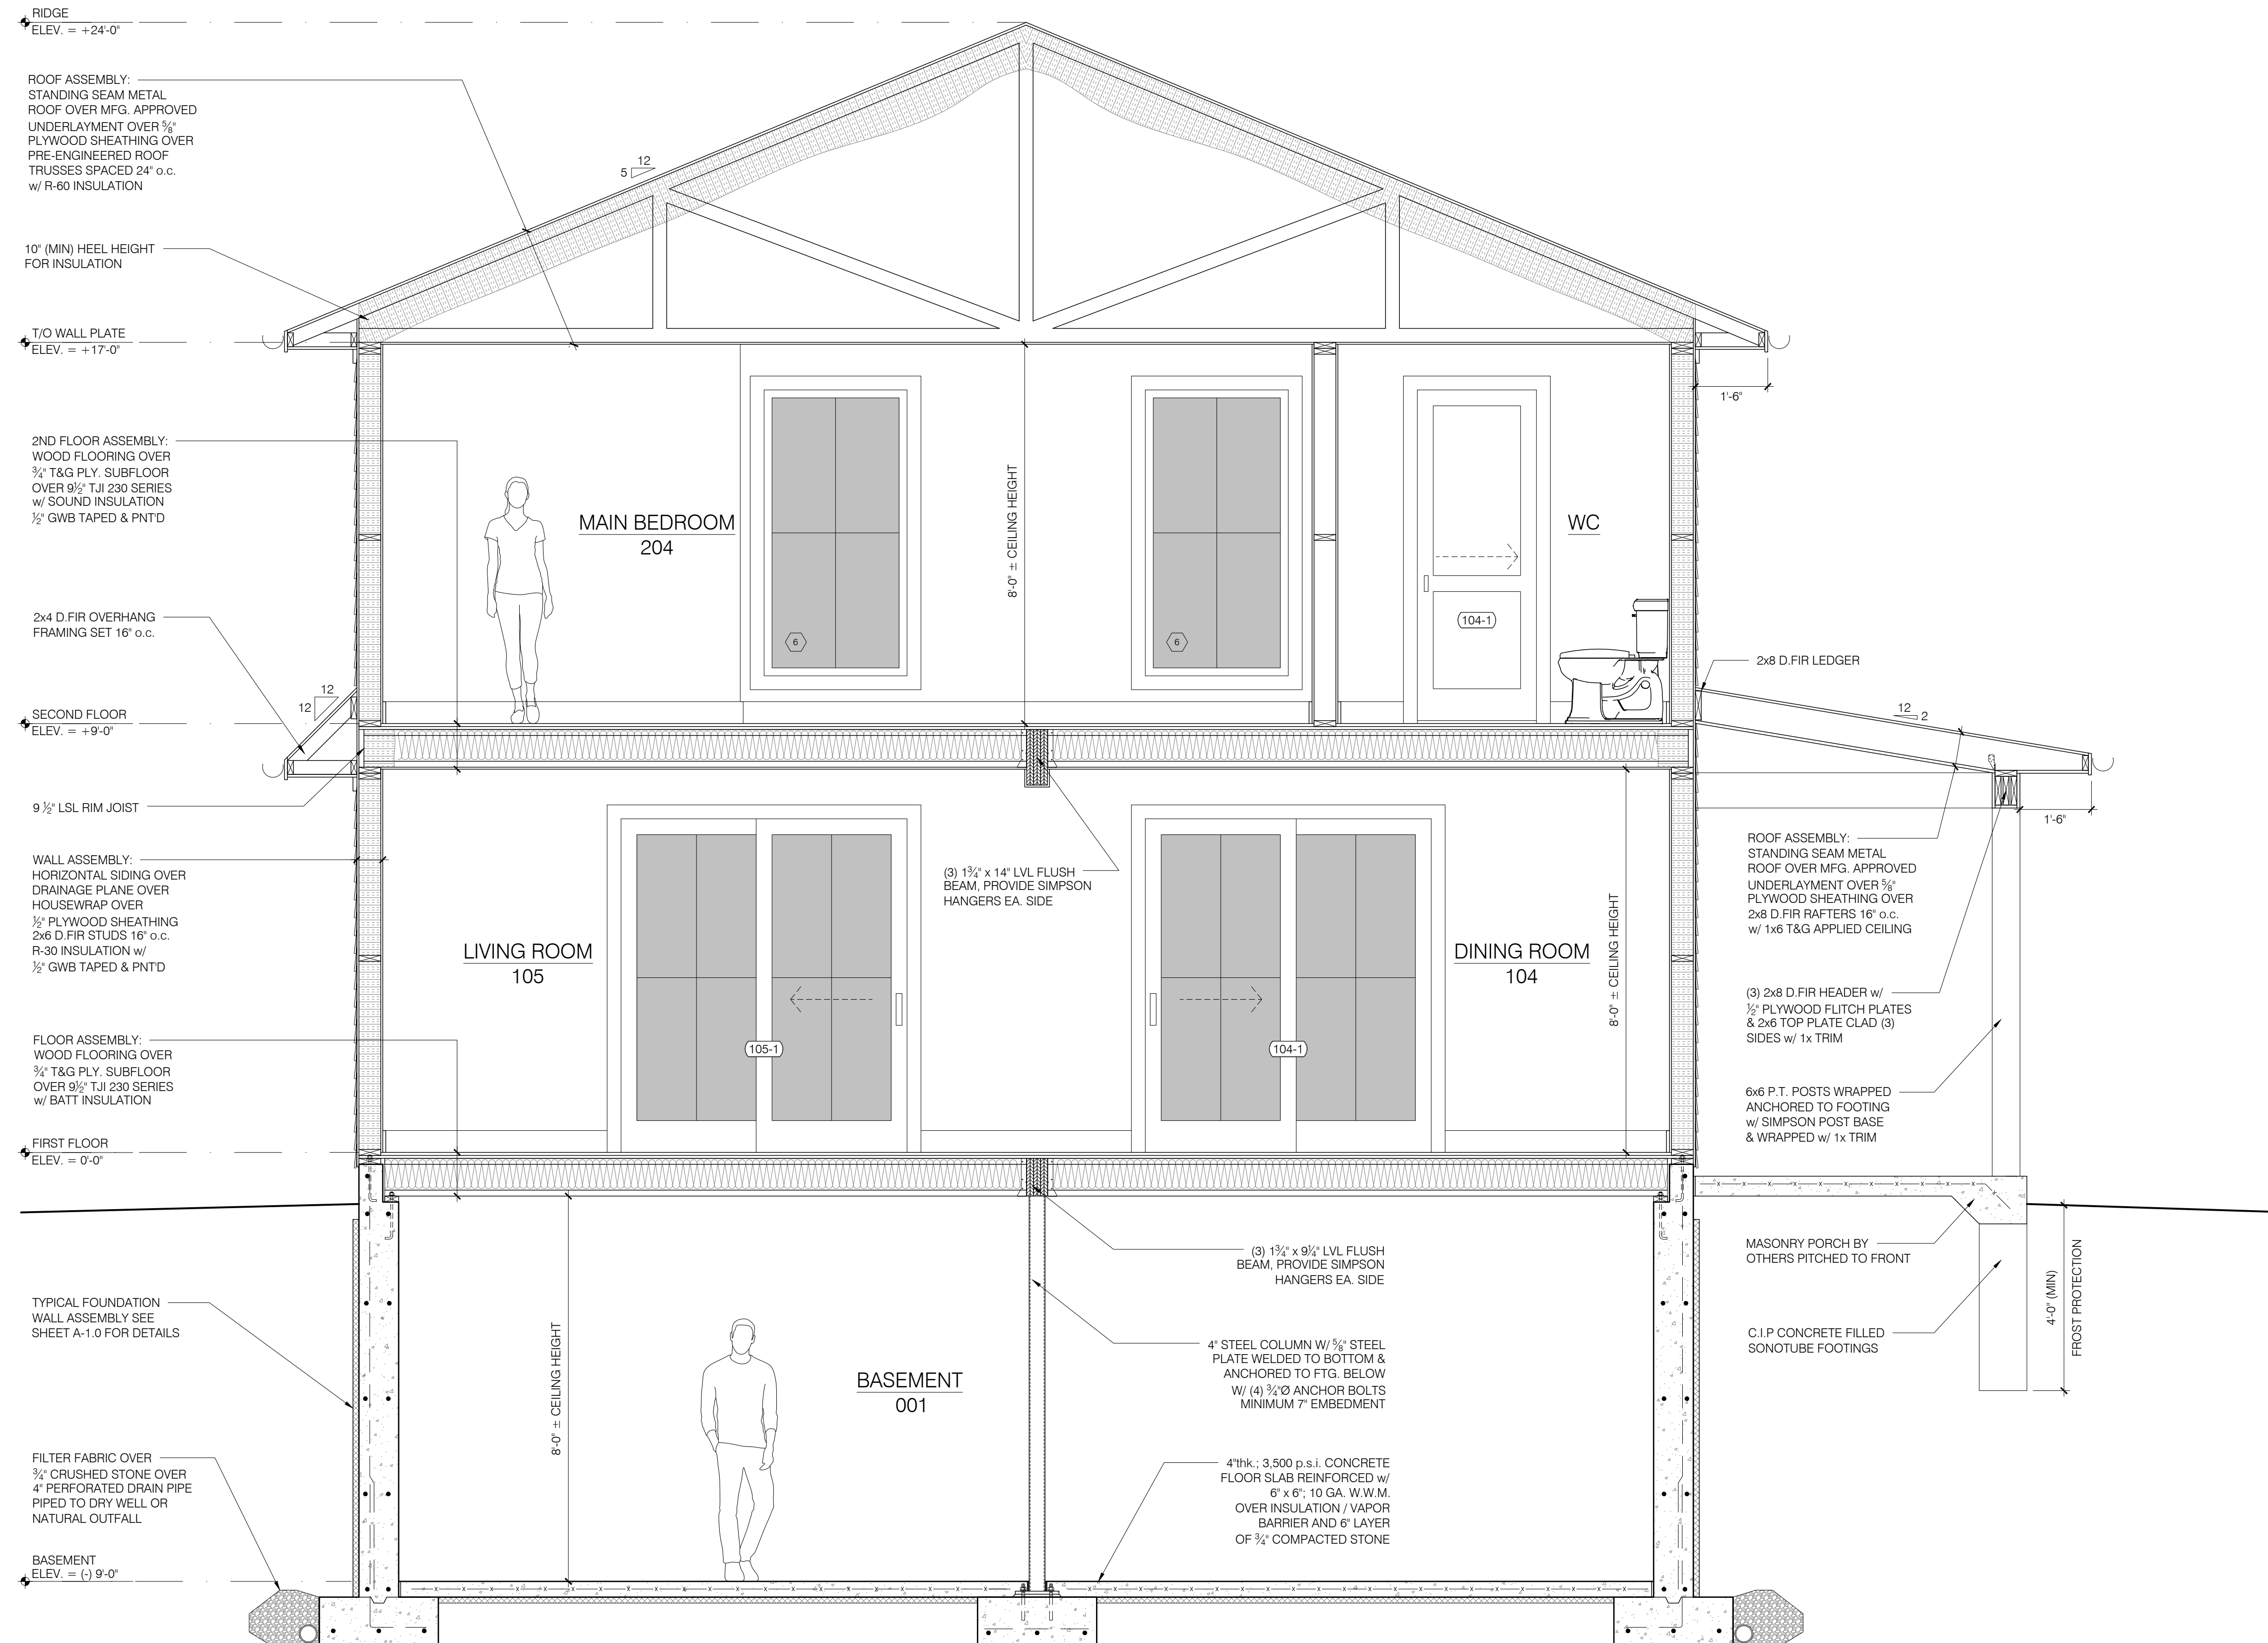 RIDGE
ELEV. = +24'-0"
ROOF ASSEMBLY:
STANDING SEAM METAL
ROOF OVER MFG. APPROVED
UNDERLAYMENT OVER ⅝"
PLYWOOD SHEATHING OVER
PRE-ENGINEERED ROOF
TRUSSES SPACED 24" o.c.
w/ R-60 INSULATION
12
5
10" (MIN) HEEL HEIGHT
FOR INSULATION
T/O WALL PLATE
ELEV. = +17'-0"
1'-6"
2ND FLOOR ASSEMBLY:
WOOD FLOORING OVER
¾" T&G PLY. SUBFLOOR
OVER 9½" TJI 230 SERIES
w/ SOUND INSULATION
½" GWB TAPED & PNT'D
MAIN BEDROOM
204
8'-0" ± CEILING HEIGHT
WC
6
6
104-1
2x4 D.FIR OVERHANG
FRAMING SET 16" o.c.
2x8 D.FIR LEDGER
12
12
12
2
SECOND FLOOR
ELEV. = +9'-0"
9 ½" LSL RIM JOIST
1'-6"
WALL ASSEMBLY:
HORIZONTAL SIDING OVER
DRAINAGE PLANE OVER
HOUSEWRAP OVER
½" PLYWOOD SHEATHING
2x6 D.FIR STUDS 16" o.c.
R-30 INSULATION w/
½" GWB TAPED & PNT'D
(3) 1¾" x 14" LVL FLUSH
BEAM, PROVIDE SIMPSON
HANGERS EA. SIDE
ROOF ASSEMBLY:
STANDING SEAM METAL
ROOF OVER MFG. APPROVED
UNDERLAYMENT OVER ⅝"
PLYWOOD SHEATHING OVER
2x8 D.FIR RAFTERS 16" o.c.
w/ 1x6 T&G APPLIED CEILING
LIVING ROOM
105
DINING ROOM
104
8'-0" ± CEILING HEIGHT
105-1
104-1
(3) 2x8 D.FIR HEADER w/
½" PLYWOOD FLITCH PLATES
& 2x6 TOP PLATE CLAD (3)
SIDES w/ 1x TRIM
FLOOR ASSEMBLY:
WOOD FLOORING OVER
¾" T&G PLY. SUBFLOOR
OVER 9½" TJI 230 SERIES
w/ BATT INSULATION
6x6 P.T. POSTS WRAPPED
ANCHORED TO FOOTING
w/ SIMPSON POST BASE
& WRAPPED w/ 1x TRIM
FIRST FLOOR
ELEV. = 0'-0"
(3) 1¾" x 9¼" LVL FLUSH
BEAM, PROVIDE SIMPSON
HANGERS EA. SIDE
MASONRY PORCH BY
OTHERS PITCHED TO FRONT
4'-0" (MIN)
FROST PROTECTION
TYPICAL FOUNDATION
WALL ASSEMBLY SEE
SHEET A-1.0 FOR DETAILS
C.I.P CONCRETE FILLED
SONOTUBE FOOTINGS
4" STEEL COLUMN W/ ⅝" STEEL
PLATE WELDED TO BOTTOM &
ANCHORED TO FTG. BELOW
W/ (4) ¾"Ø ANCHOR BOLTS
MINIMUM 7" EMBEDMENT
8'-0" ± CEILING HEIGHT
BASEMENT
001
FILTER FABRIC OVER
¾" CRUSHED STONE OVER
4" PERFORATED DRAIN PIPE
PIPED TO DRY WELL OR
NATURAL OUTFALL
4"thk.; 3,500 p.s.i. CONCRETE
FLOOR SLAB REINFORCED w/
6" x 6"; 10 GA. W.W.M.
OVER INSULATION / VAPOR
BARRIER AND 6" LAYER
OF ¾" COMPACTED STONE
BASEMENT
ELEV. = (-) 9'-0"